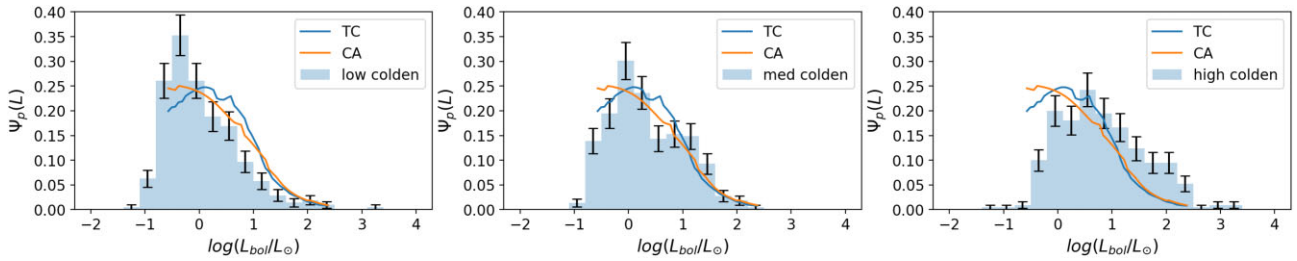 Ψp(L)
0.40
0.35
0.30
0.25
0.20
0.15
0.10
0.05
0.00
TC
CA
low colden
−2 −1 0 1 2 3 4
log(Lbol/L⊙)
Ψp(L)
0.40
0.35
0.30
0.25
0.20
0.15
0.10
0.05
0.00
TC
CA
med colden
−2 −1 0 1 2 3 4
log(Lbol/L⊙)
Ψp(L)
0.40
0.35
0.30
0.25
0.20
0.15
0.10
0.05
0.00
TC
CA
high colden
−2 −1 0 1 2 3 4
log(Lbol/L⊙)